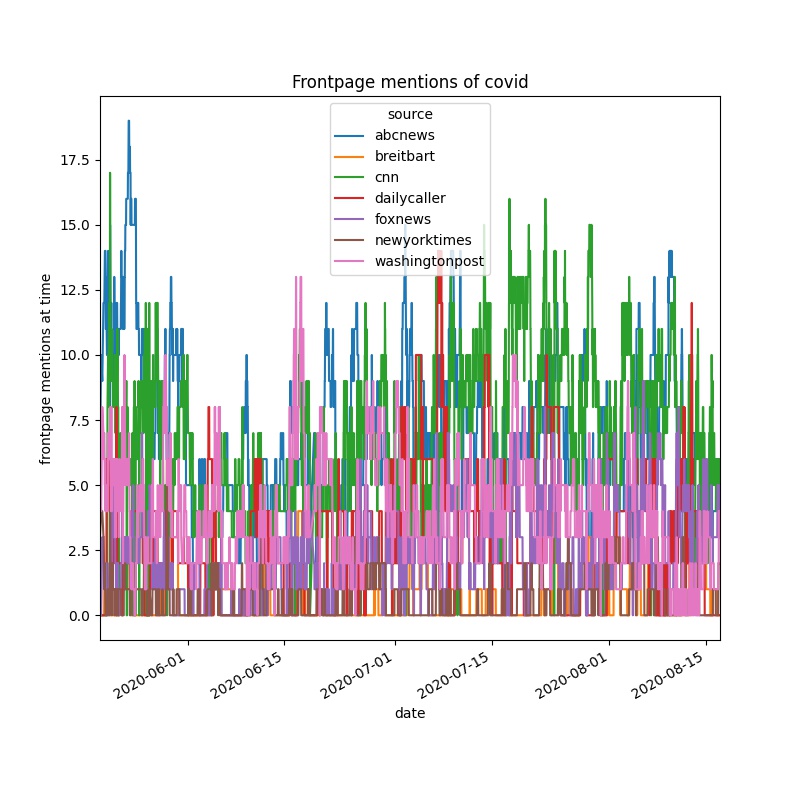 Frontpage mentions of covid
source
abcnews
breitbart
cnn
dailycaller
foxnews
newyorktimes
washingtonpost
frontpage mentions at time
17.5
15.0
12.5
10.0
7.5
5.0
2.5
0.0
2020-06-01
2020-06-15
2020-07-01
2020-07-15
2020-08-01
2020-08-15
date